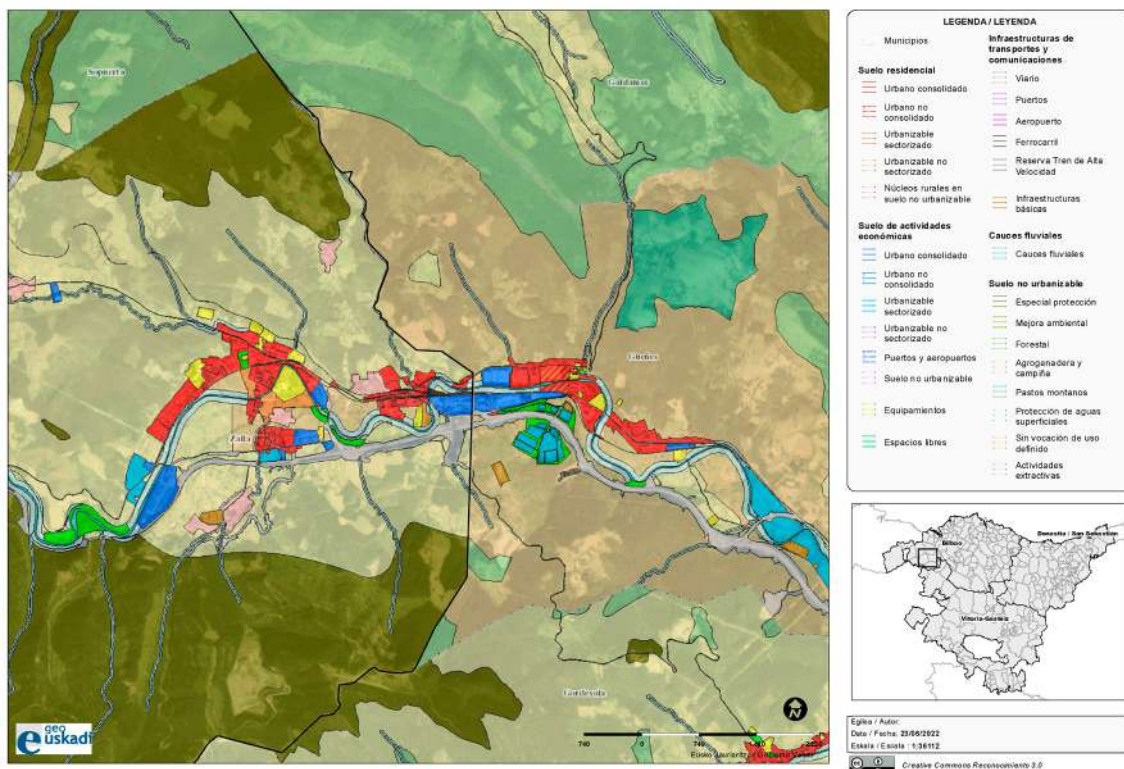 Sopuerta
Galdames
Güeñes
Zalla
Gordexola
geo
euskadi
N
740
0
740
Eusko Jaurlaritza / Gobierno Vasco
LEGENDA / LEYENDA
Municipios
Suelo residencial
Urbano consolidado
Urbano no
consolidado
Urbanizable
sectorizado
Urbanizable no
sectorizado
Núcleos rurales en
suelo no urbanizable
Suelo de actividades
económicas
Urbano consolidado
Urbano no
consolidado
Urbanizable
sectorizado
Urbanizable no
sectorizado
Puertos y aeropuertos
Suelo no urbanizable
Equipamientos
Espacios libres
Infraestructuras de
transportes y
comunicaciones
Viario
Puertos
Aeropuerto
Ferrocarril
Reserva Tren de Alta
Velocidad
Infraestructuras
básicas
Cauces fluviales
Cauces fluviales
Suelo no urbanizable
Especial protección
Mejora ambiental
Forestal
Agroganadera y
campiña
Pastos montanos
Protección de aguas
superficiales
Sin vocación de uso
definido
Actividades
extractivas
Bilbao
Donostia / San Sebastián
Vitoria-Gasteiz
Egilea / Autor:
Data / Fecha: 23/06/2022
Eskala / Escala : 1:36112
Creative Commons Reconocimiento 3.0